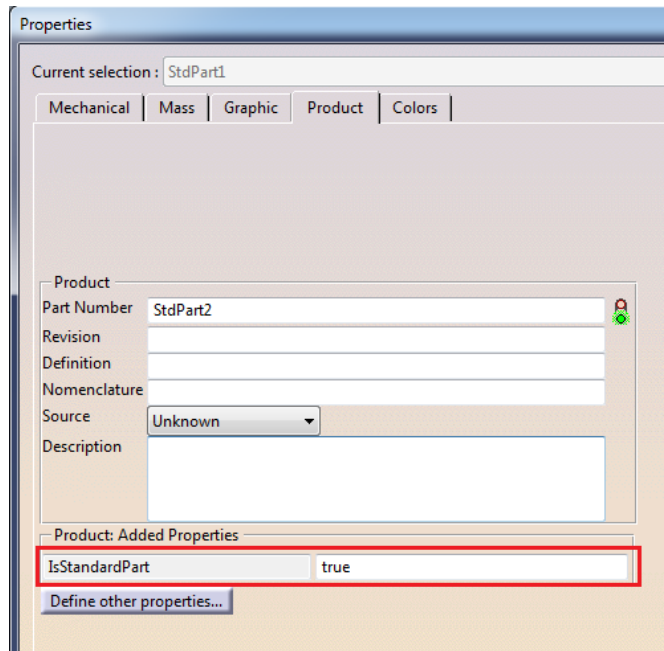 Properties
Current selection : StdPart1
Mechanical Mass Graphic Product Colors
Product
Part Number StdPart2
Revision
Definition
Nomenclature
Source Unknown
Description
Product: Added Properties
IsStandardPart true
Define other properties...